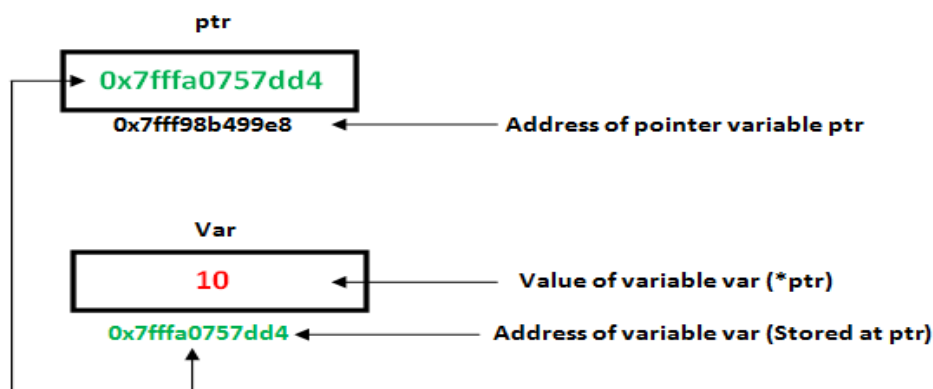 ptr
0x7fffa0757dd4
0x7fff98b499e8
Address of pointer variable ptr
Var
10
Value of variable var (*ptr)
0x7fffa0757dd4
Address of variable var (Stored at ptr)